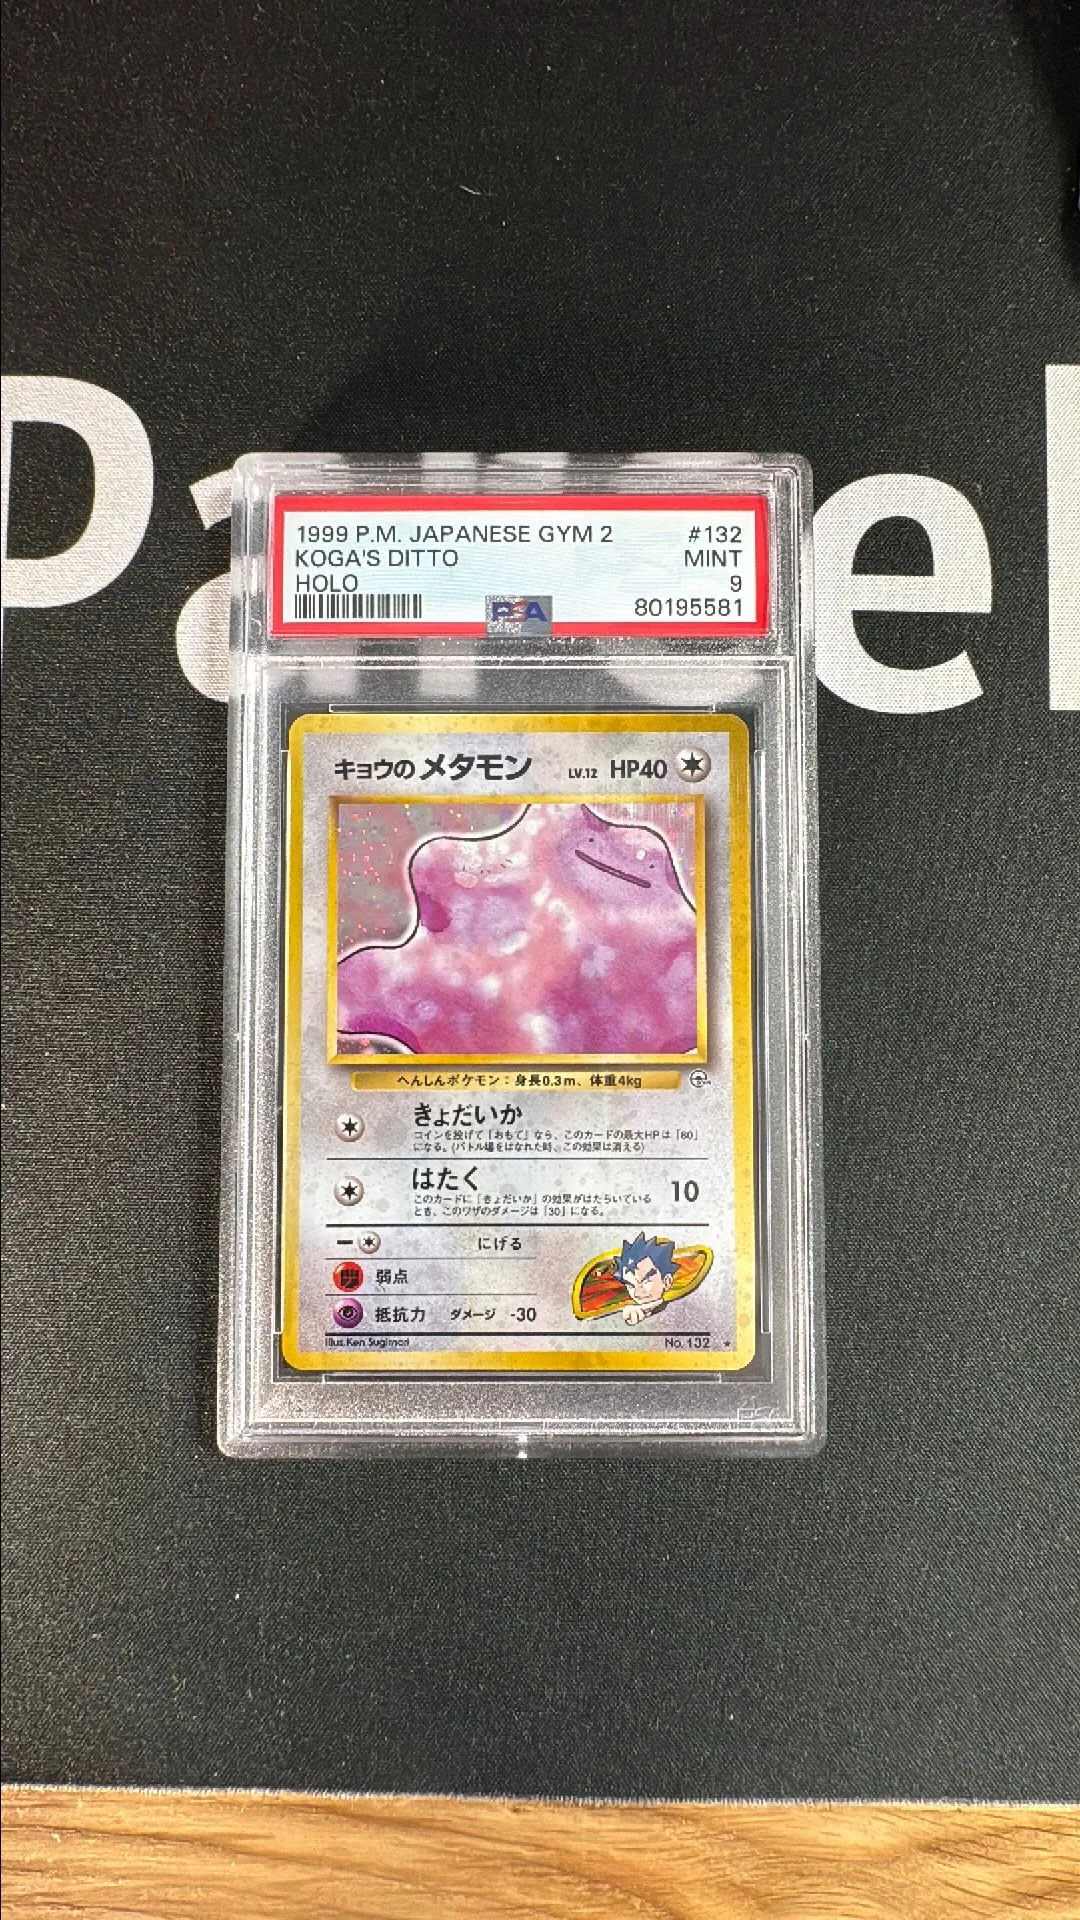 Pa
el
1999 P.M. JAPANESE GYM 2 #132
KOGA'S DITTO MINT
HOLO 9
80195581
PSA
キョウのメタモン LV.12 HP40
へんしんポケモン：身長0.3m、体重4kg
きょだいか
コインを投げて「おもて」なら、このカードの最大HPは「80」
になる。(バトル場をはなれた時、この効果は消える)
はたく 10
このカードに「きょだいか」の効果がはたらいている
とき、このワザのダメージは「30」になる。
にげる
弱点
抵抗力 ダメージ -30
Illus.Ken Sugimori No.132 ★